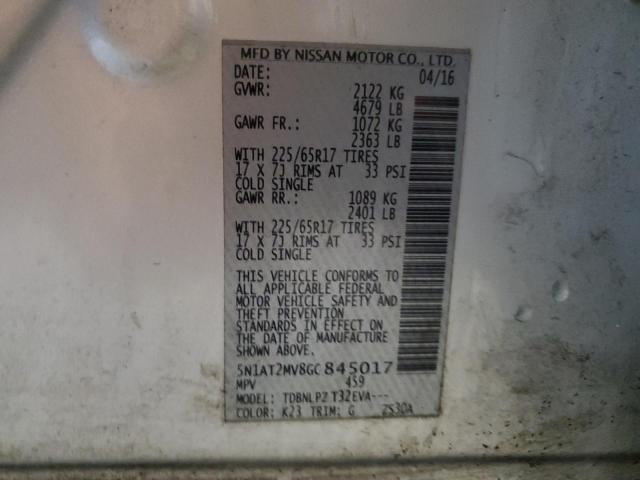 MFD BY NISSAN MOTOR CO., LTD.
DATE: 04/16
GVWR: 2122 KG
4679 LB
GAWR FR.: 1072 KG
2363 LB
WITH 225/65R17 TIRES
17 X 7J RIMS AT 33 PSI
COLD SINGLE
GAWR RR.: 1089 KG
2401 LB
WITH 225/65R17 TIRES
17 X 7J RIMS AT 33 PSI
COLD SINGLE
THIS VEHICLE CONFORMS TO
ALL APPLICABLE FEDERAL
MOTOR VEHICLE SAFETY AND
THEFT PREVENTION
STANDARDS IN EFFECT ON
THE DATE OF MANUFACTURE
SHOWN ABOVE.
5N1AT2MV8GC845017
MPV 459
MODEL: TDBNLPZ T32EVA---
COLOR: K23 TRIM: G ZS30A